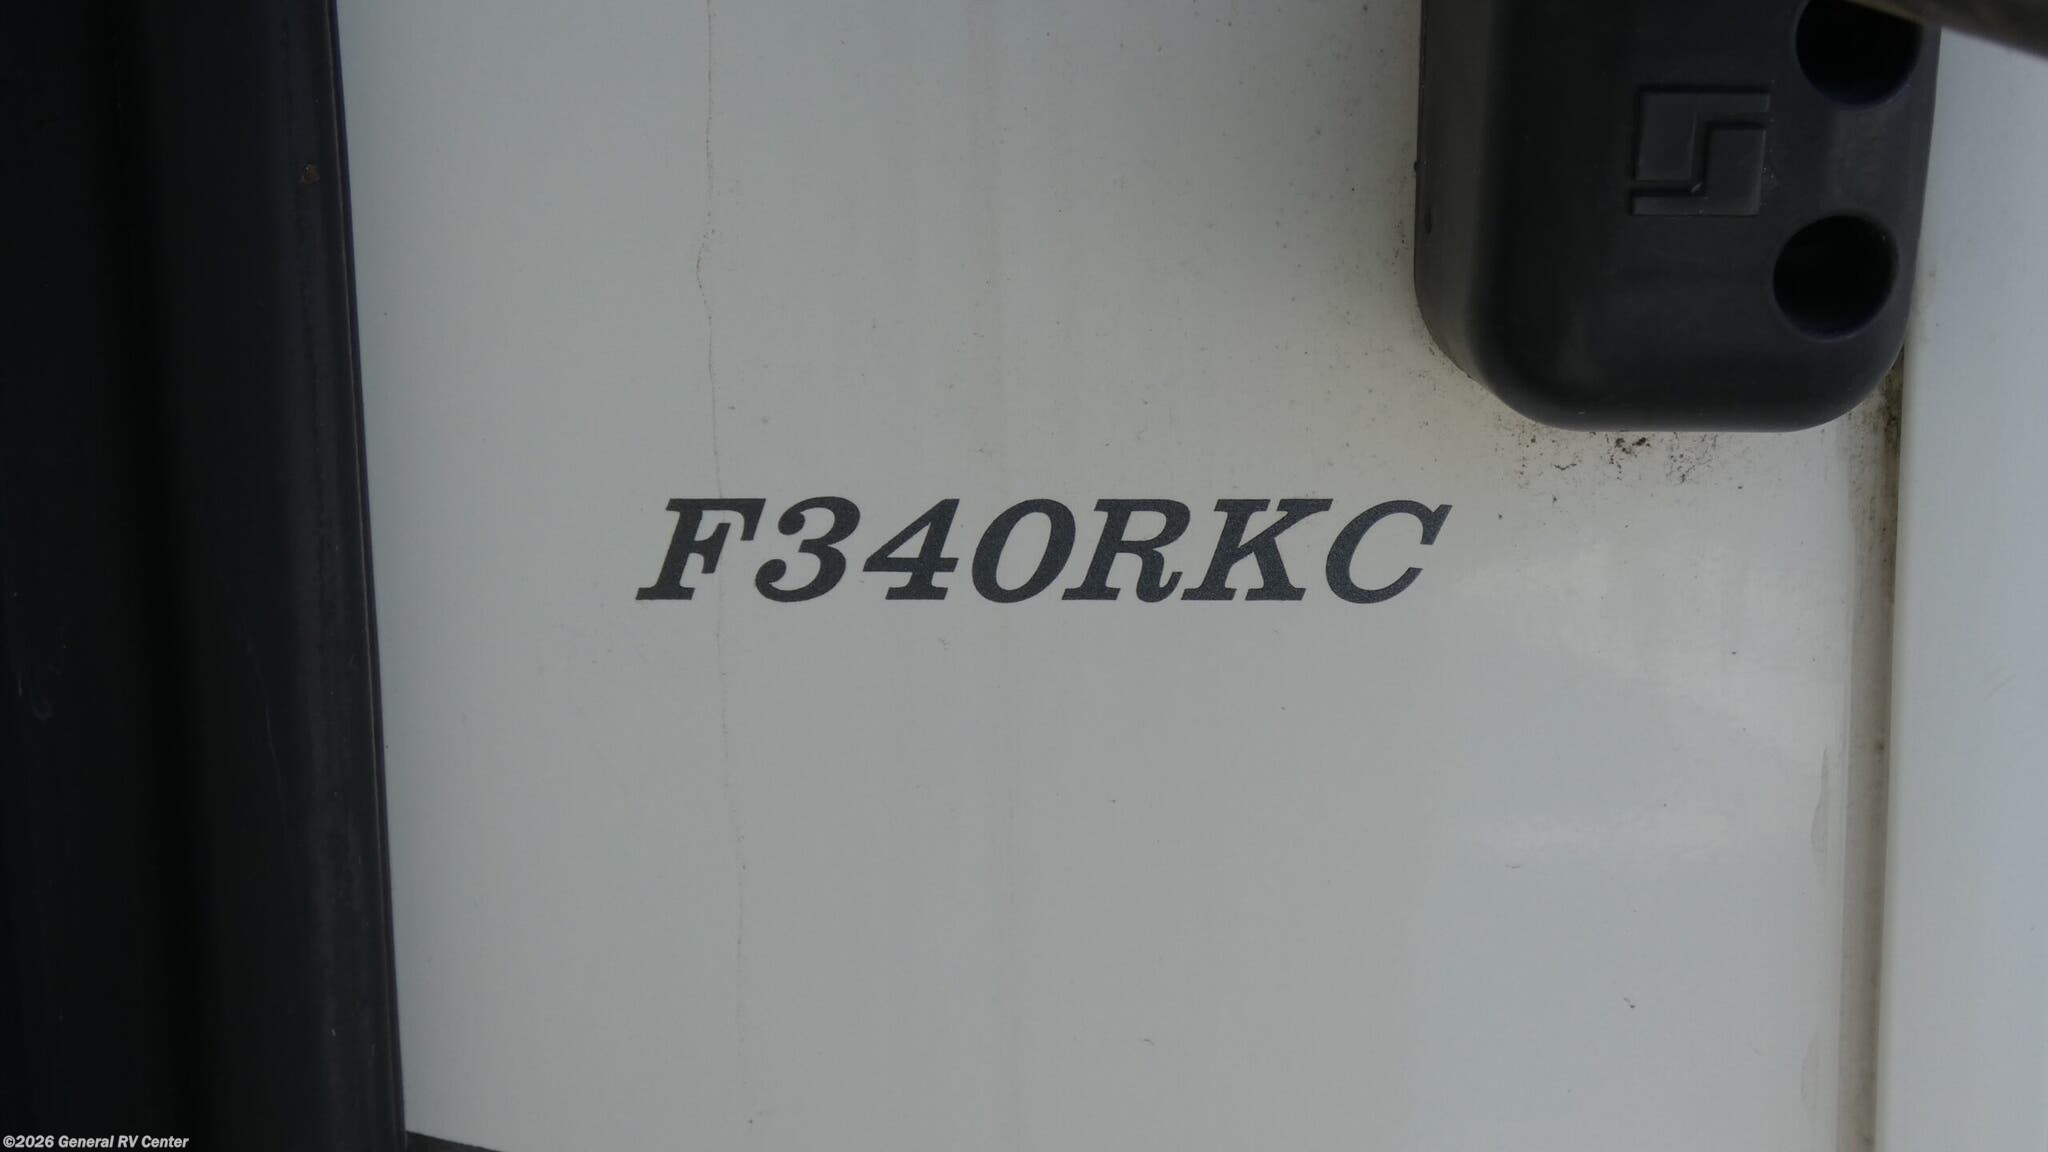 F340RKC
©2026 General RV Center